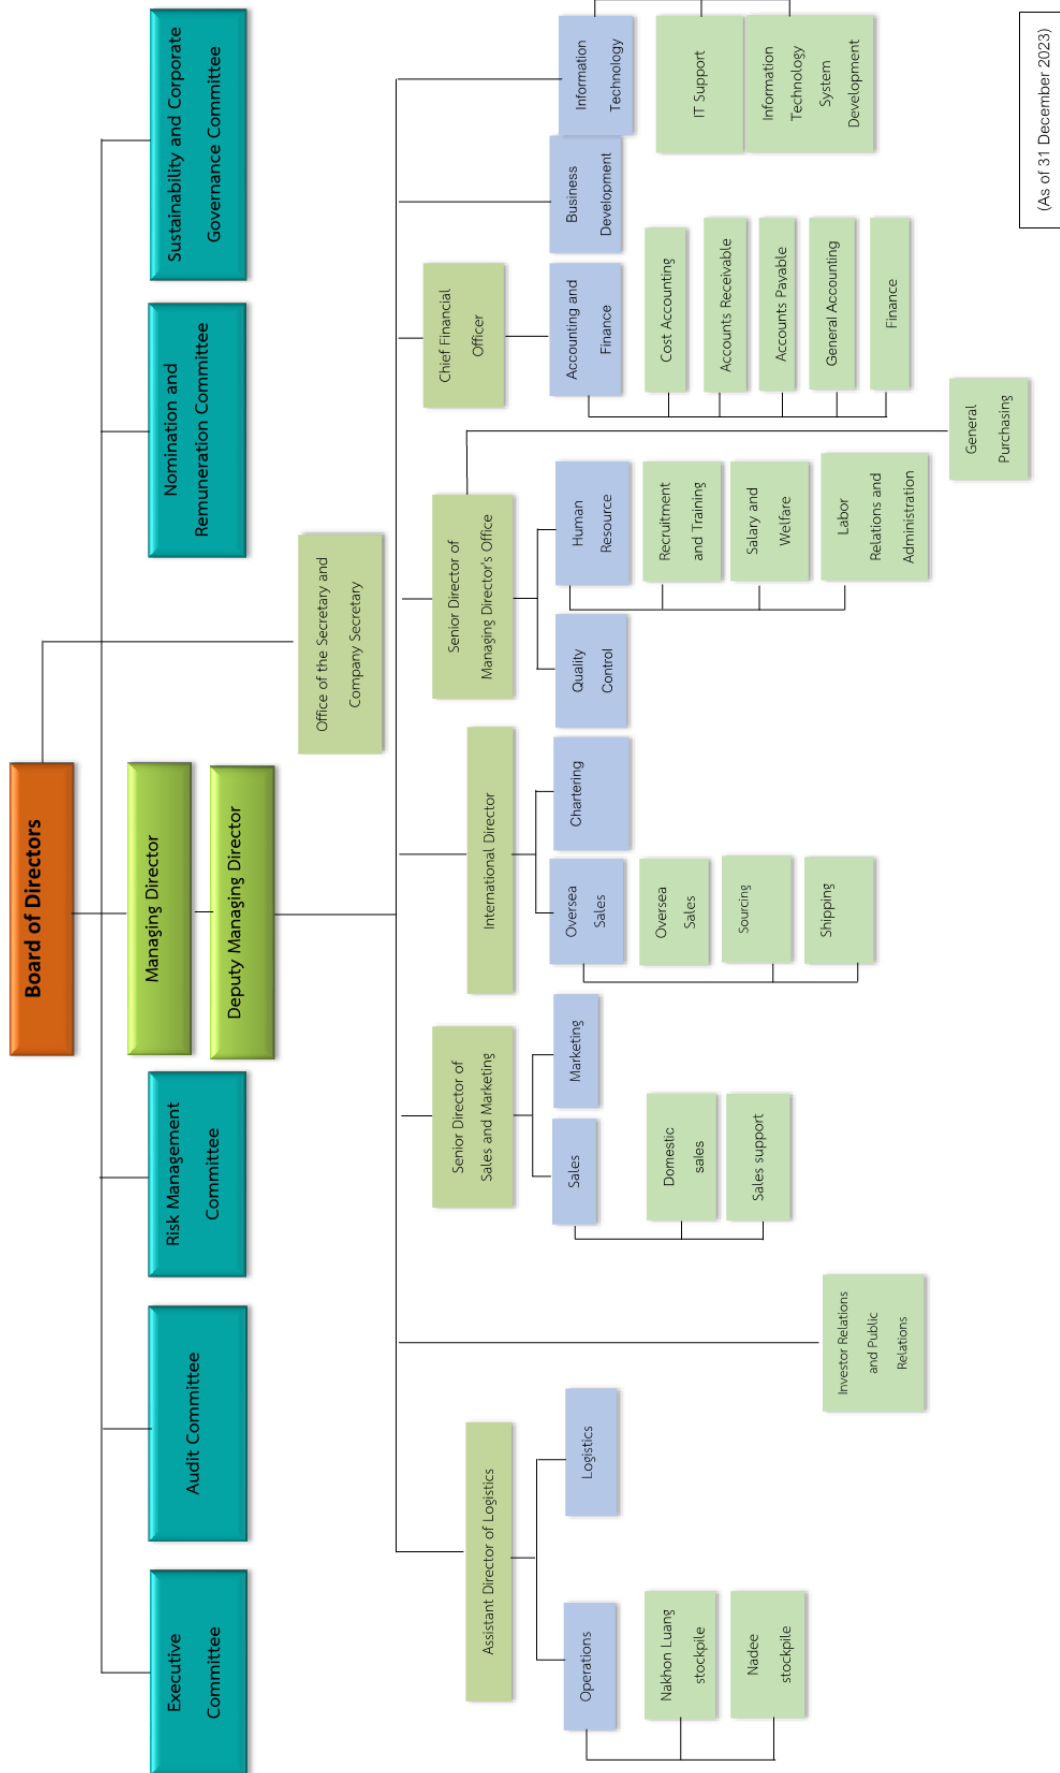 Board of Directors
Managing Director
Deputy Managing Director
Executive
Committee
Audit Committee
Risk Management
Committee
Nomination and
Remuneration Committee
Sustainability and Corporate
Governance Committee
Office of the Secretary and
Company Secretary
Assistant Director of Logistics
Operations
Nakhon Luang
stockpile
Nadee
stockpile
Logistics
Investor Relations
and Public
Relations
Senior Director of
Sales and Marketing
Sales
Domestic
sales
Sales support
Marketing
International Director
Oversea
Sales
Oversea
Sales
Sourcing
Shipping
Chartering
Senior Director of
Managing Director's Office
Quality
Control
Human
Resource
Recruitment
and Training
Salary and
Welfare
Labor
Relations and
Administration
General
Purchasing
Chief Financial
Officer
Accounting and
Finance
Cost Accounting
Accounts Receivable
Accounts Payable
General Accounting
Finance
Business
Development
Information
Technology
IT Support
Information
Technology
System
Development
(As of 31 December 2023)